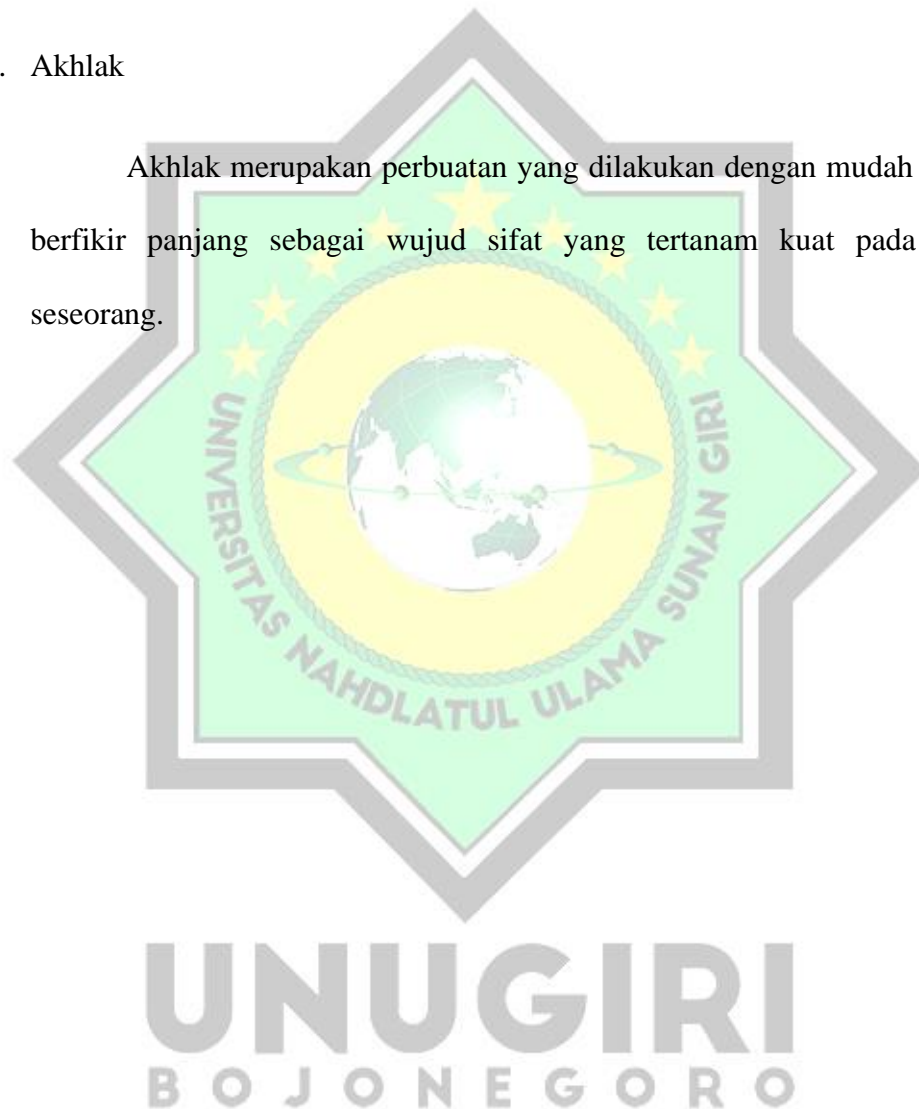 . Akhlak
Akhlak merupakan perbuatan yang dilakukan dengan mudah
berfikir panjang sebagai wujud sifat yang tertanam kuat pada
seseorang.
UNIVERSITAS NAHDLATUL ULAMA SUNAN GIRI
UNUGIRI
BOJONEGORO